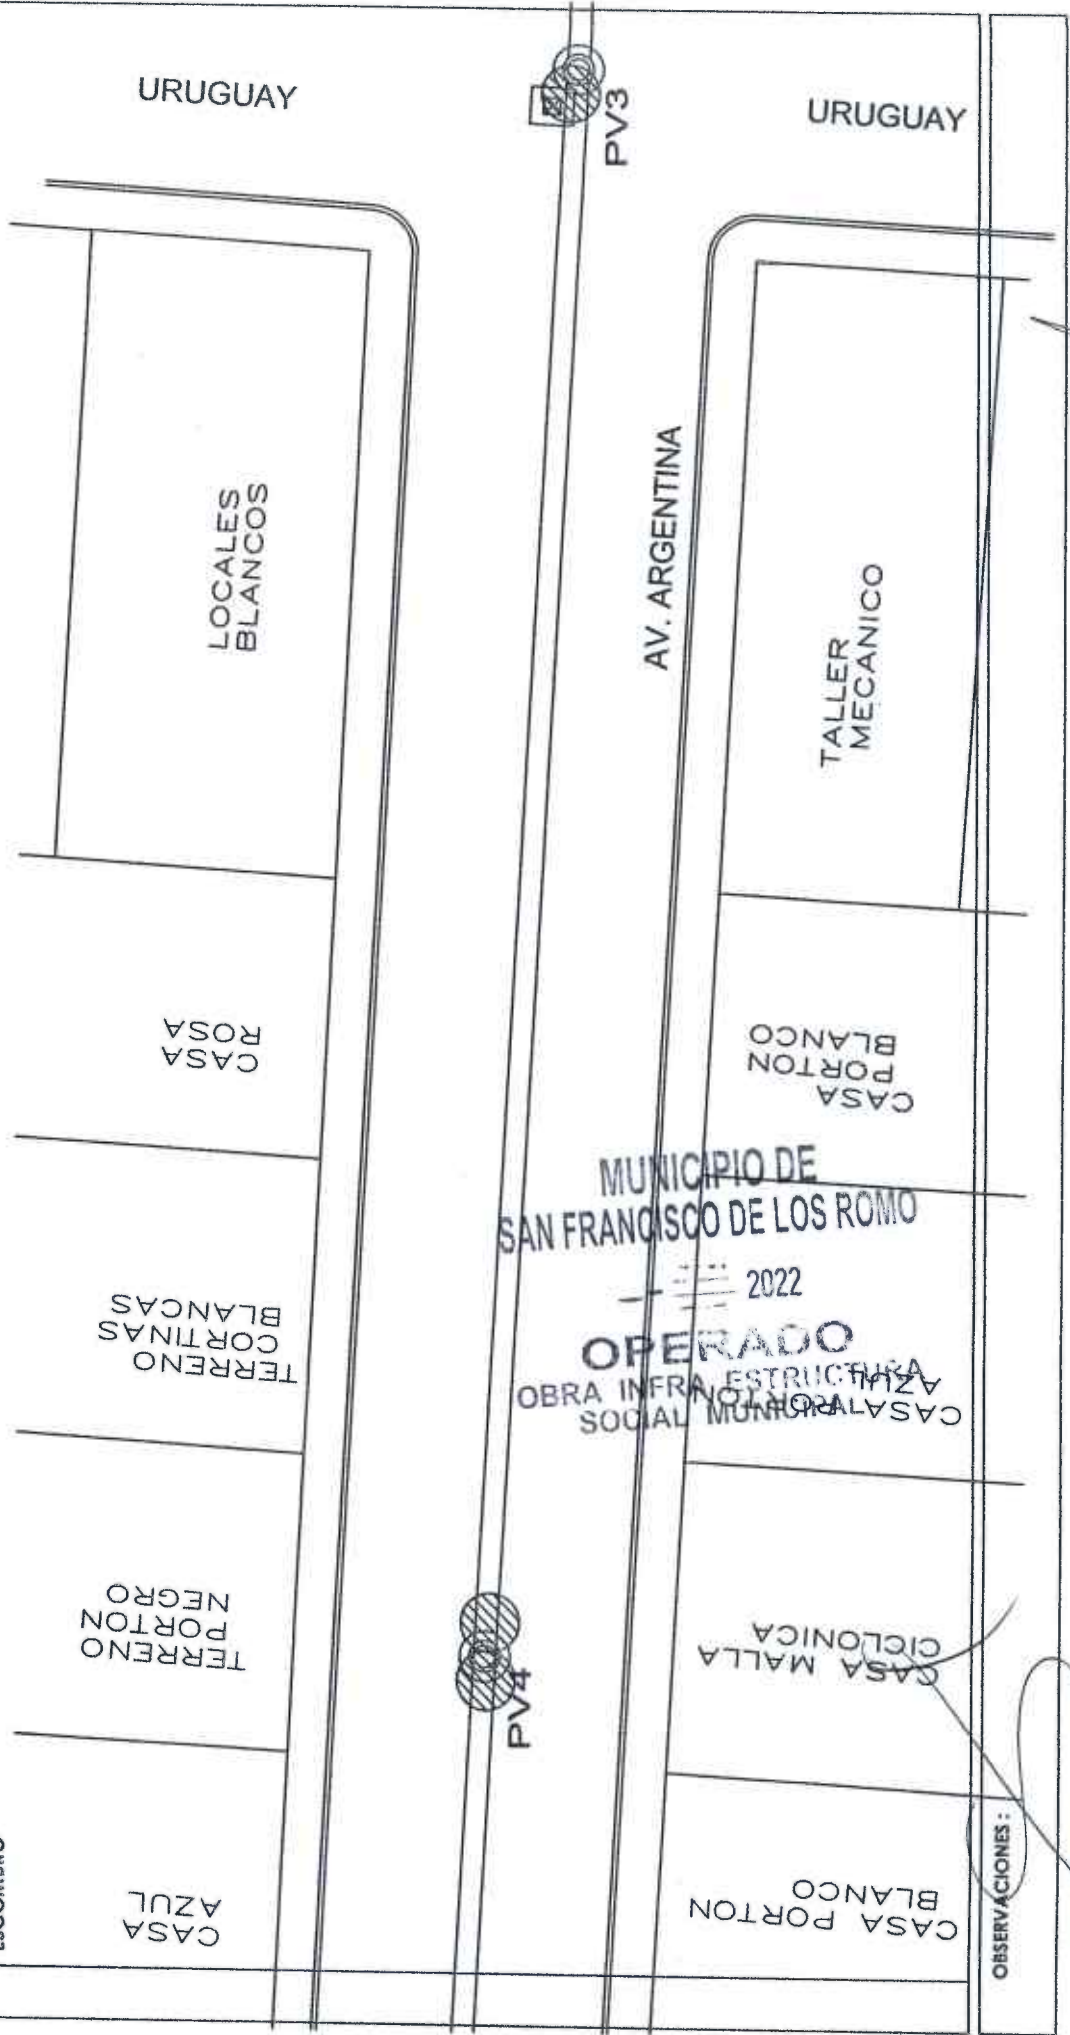 URUGUAY
PV3
URUGUAY
LOCALES
BLANCOS
AV. ARGENTINA
TALLER
MECANICO
CASA
ROSA
CASA
PORTON
BLANCO
MUNICIPIO DE
SAN FRANCISCO DE LOS ROMO
2022
OPERADO
OBRA INFRAESTRUCTURA
SOCIAL MUNICIPAL
TERRENO
CORTINAS
BLANCAS
CASA PORTON
AZUL
TERRENO
PORTON
NEGRO
PV4
CASA MALLA
CICLONICA
CASA
AZUL
CASA PORTON
BLANCO
OBSERVACIONES :